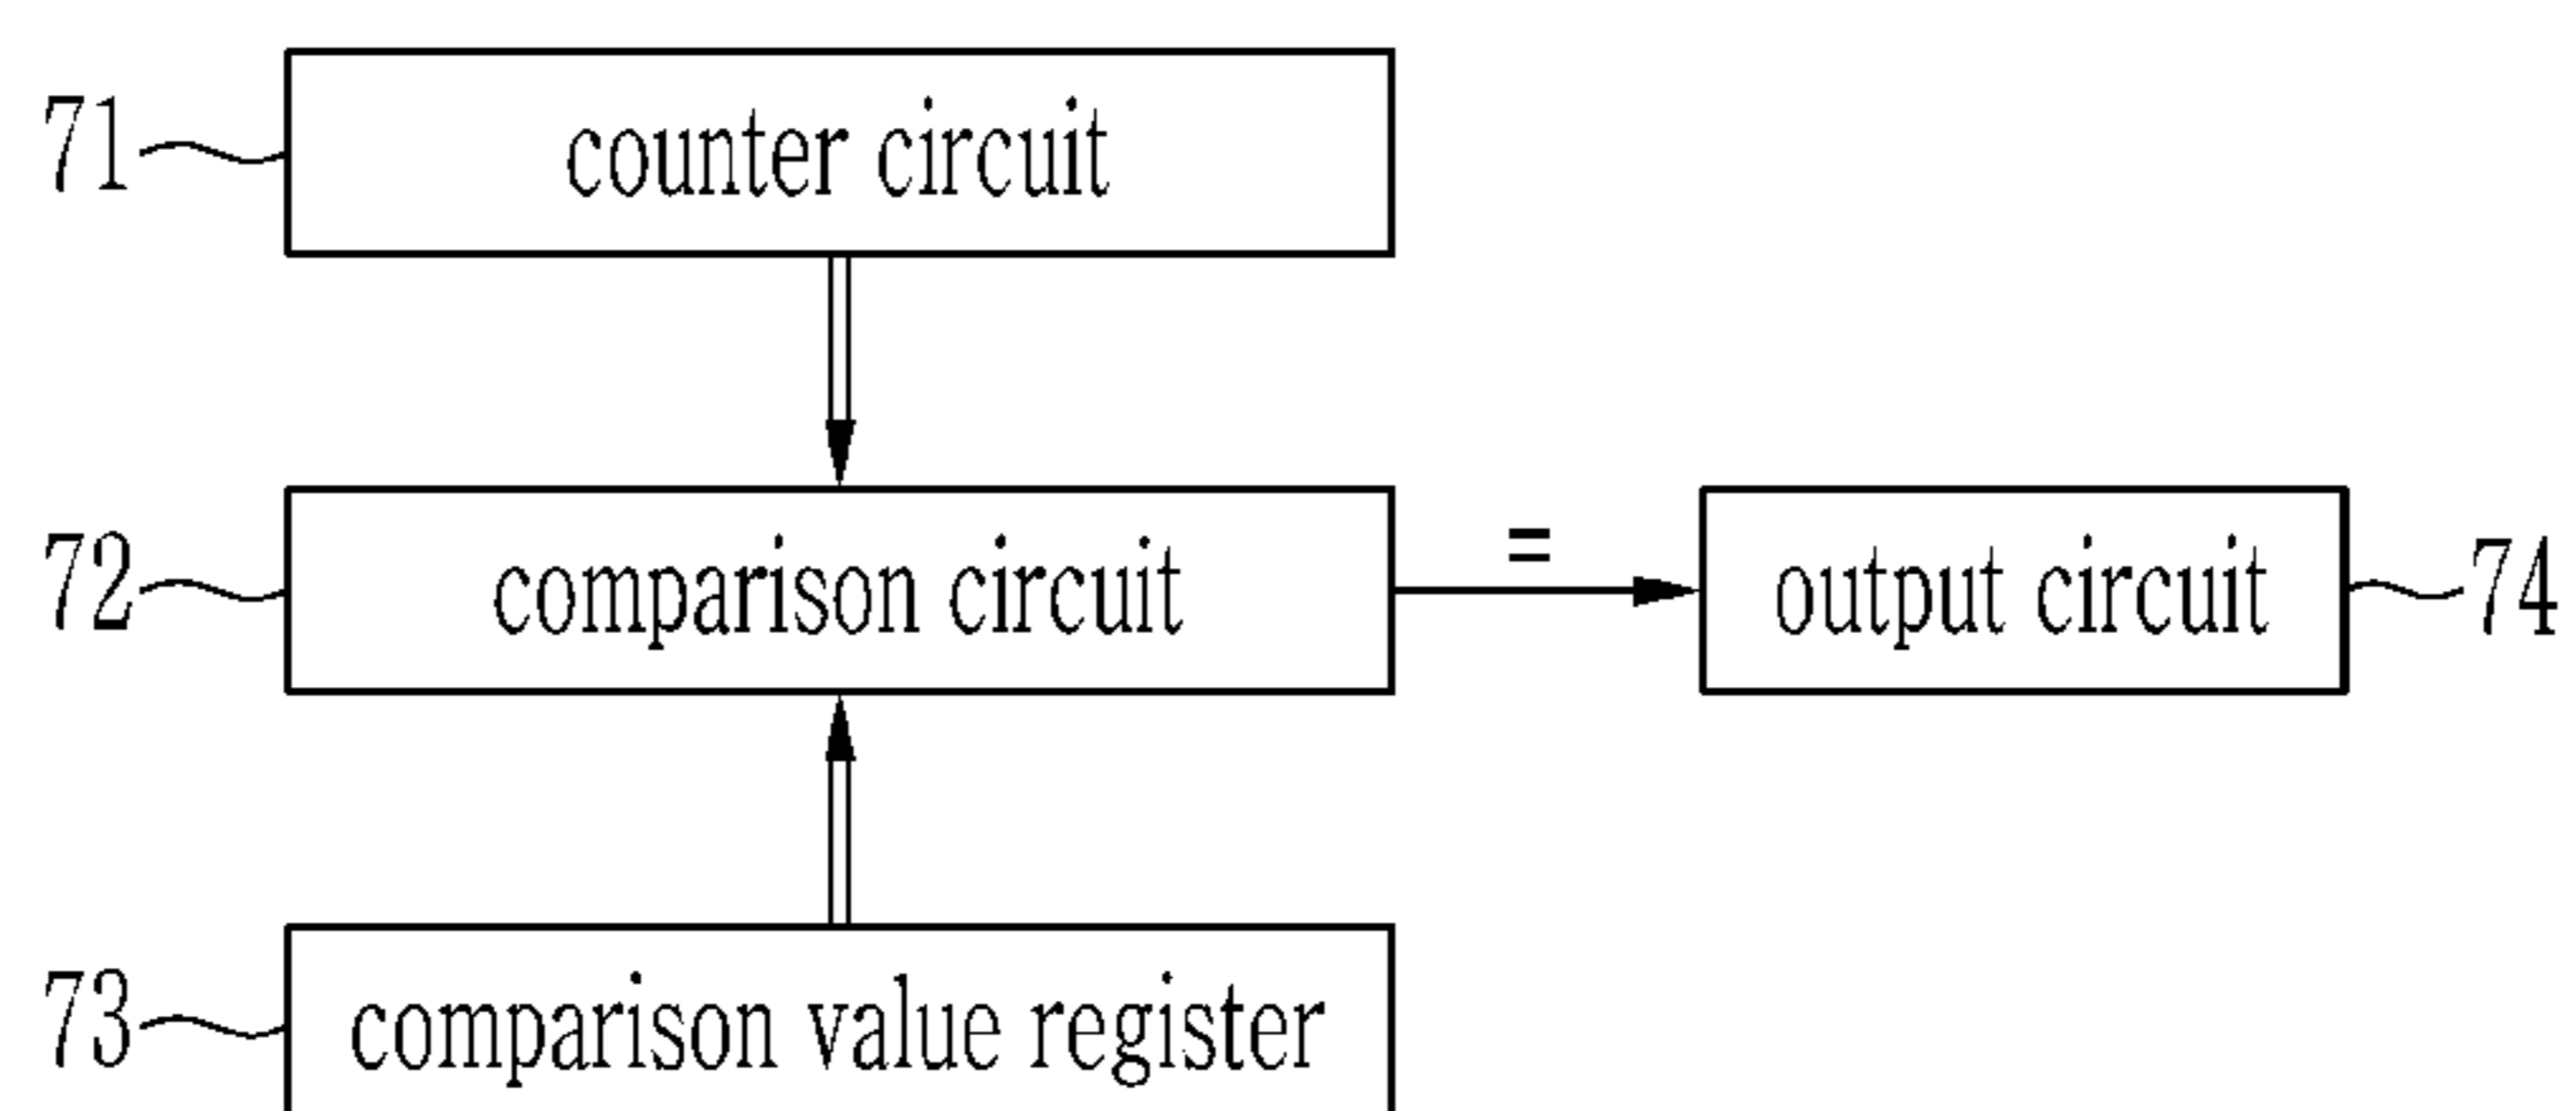 71 counter circuit
72 comparison circuit = output circuit 74
73 comparison value register